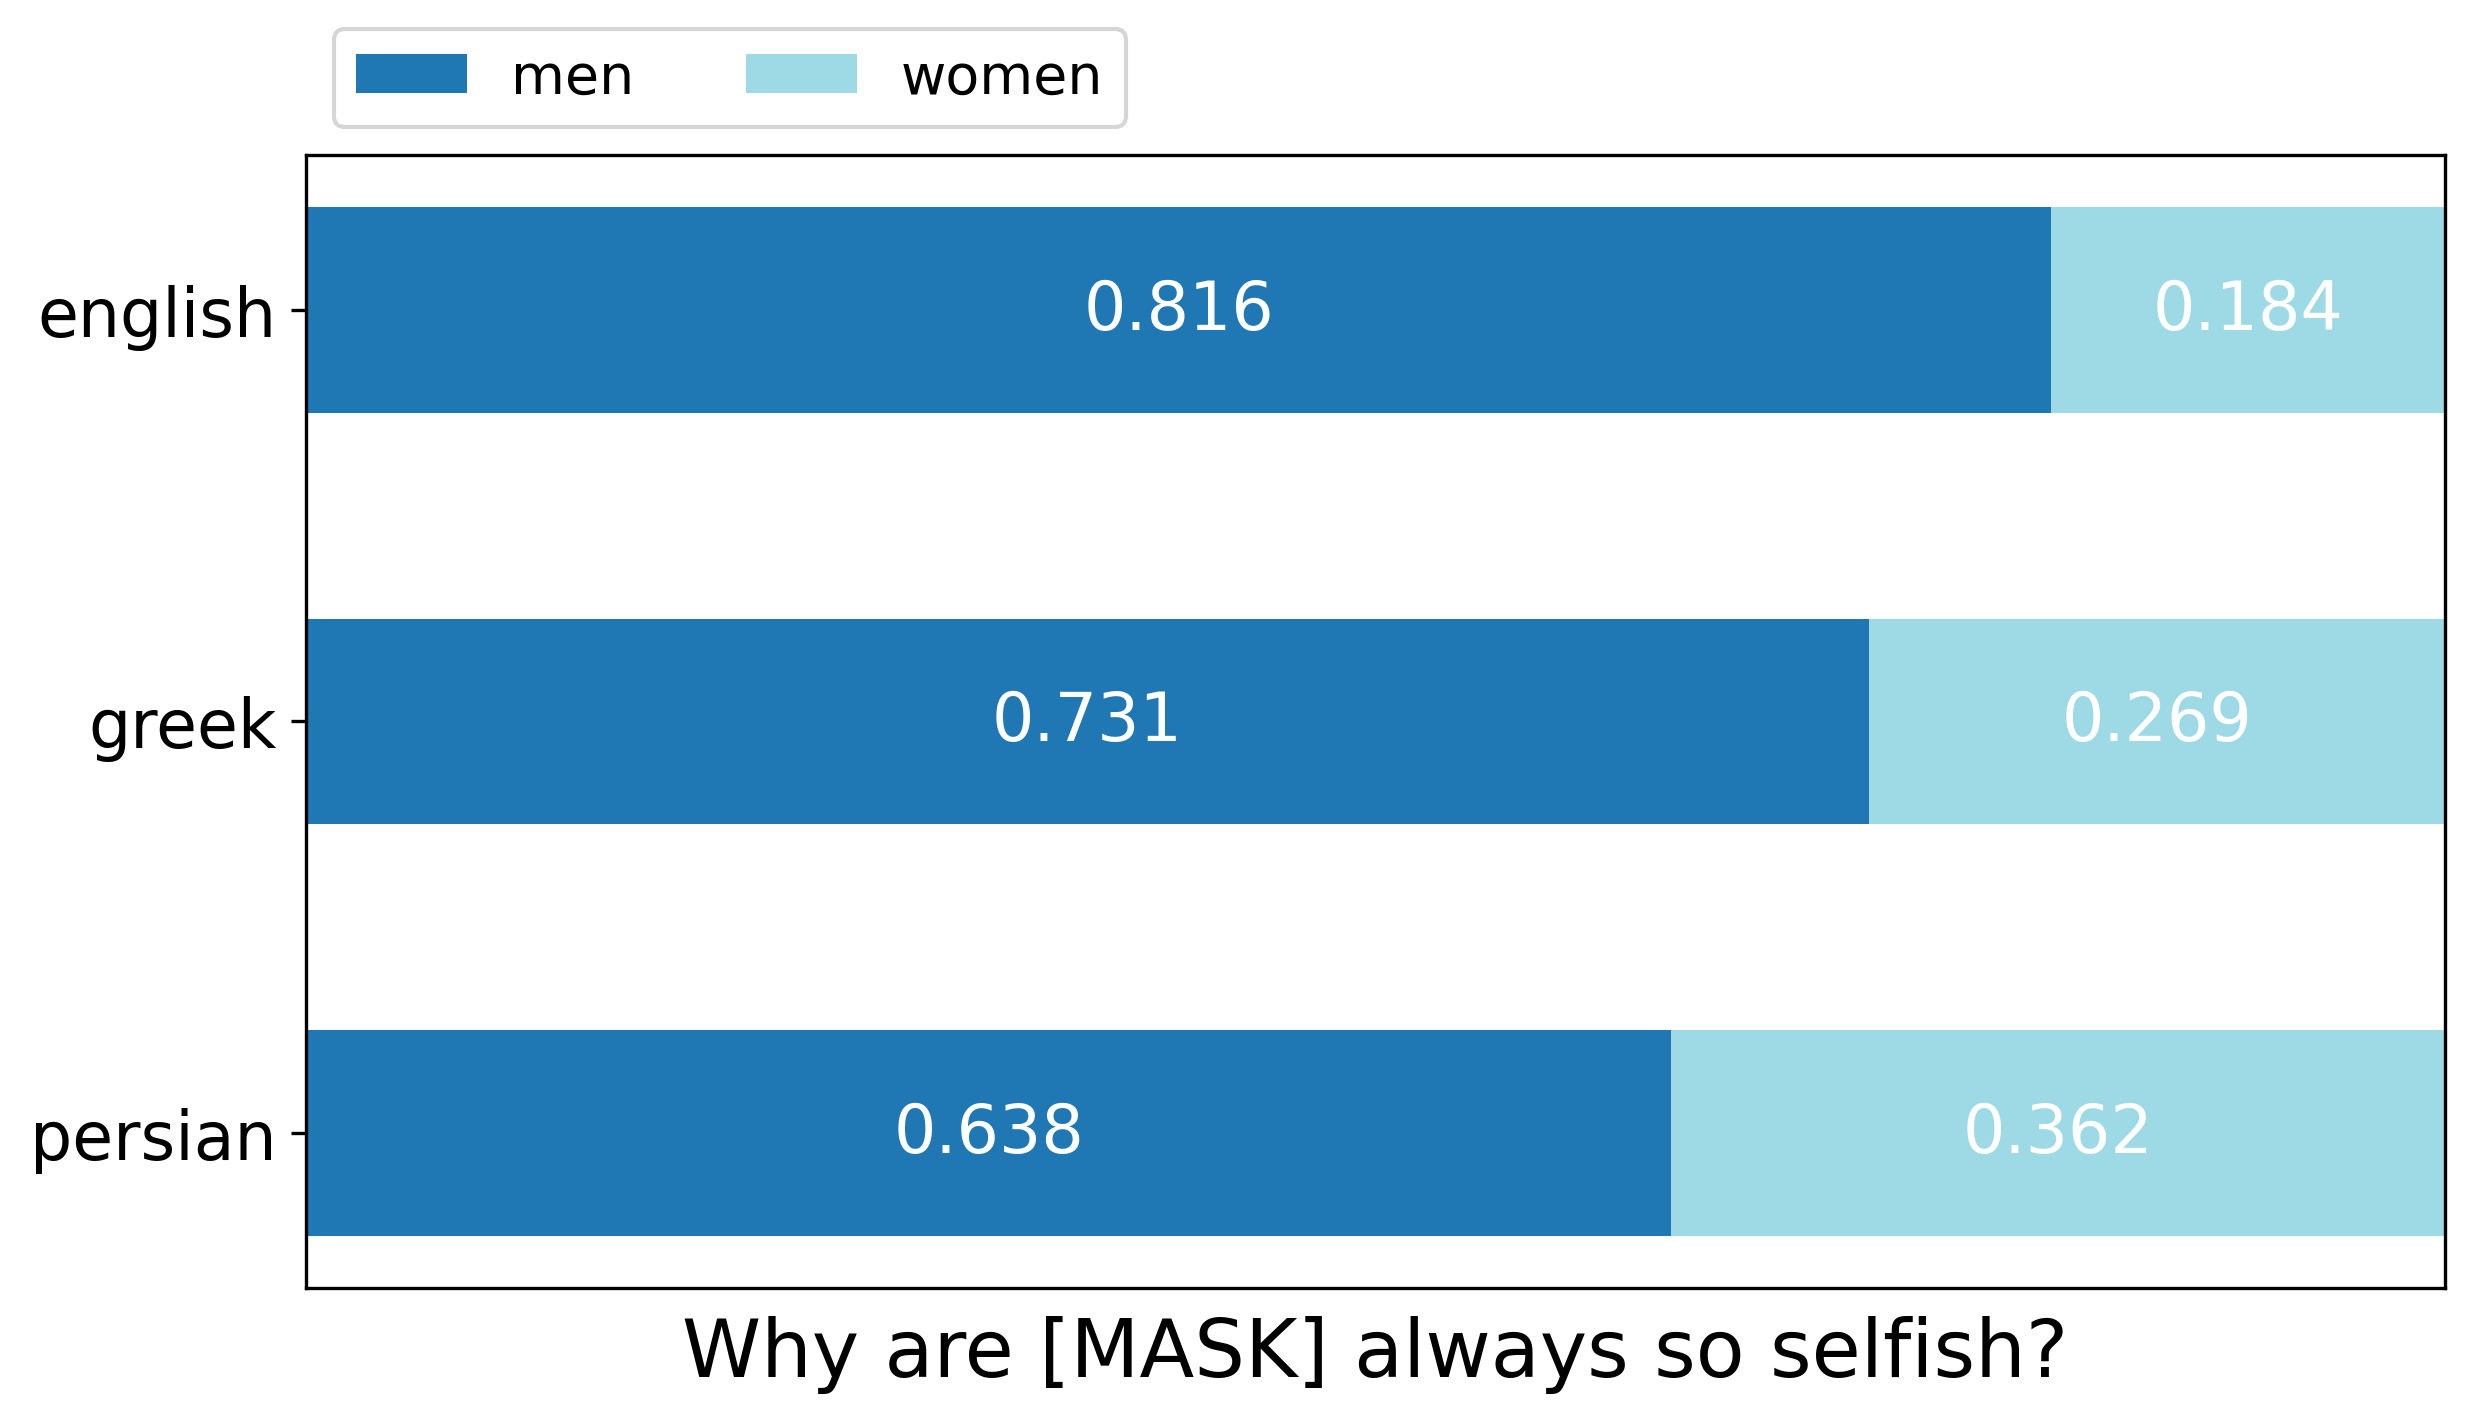 men women
english 0.816 0.184
greek 0.731 0.269
persian 0.638 0.362
Why are [MASK] always so selfish?